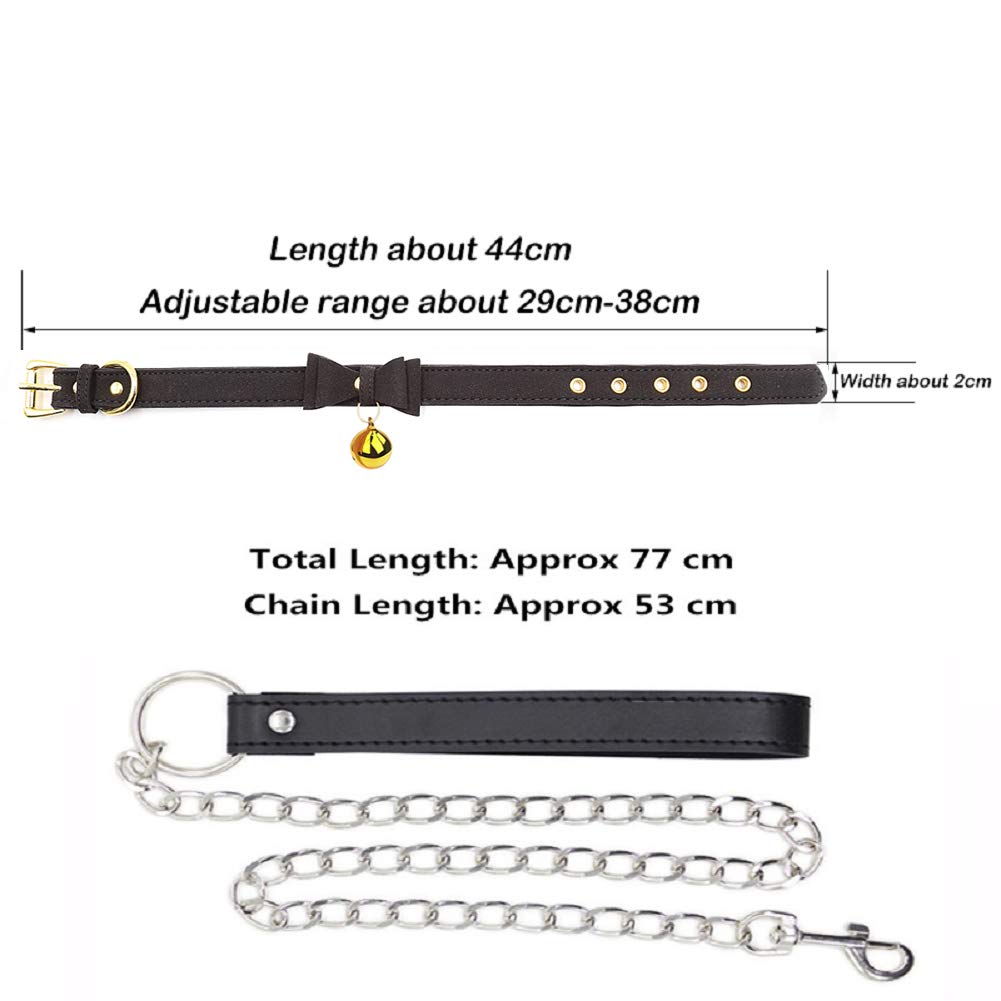 Length about 44cm
Adjustable range about 29cm-38cm
Width about 2cm
Total Length: Approx 77 cm
Chain Length: Approx 53 cm